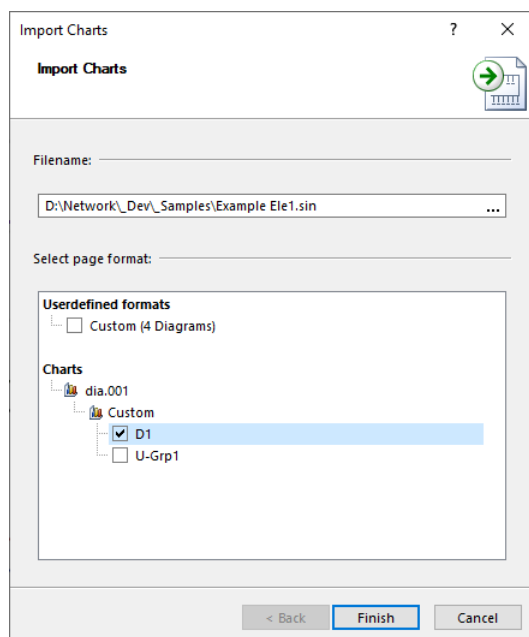 Import Charts
?
Import Charts
Filename:
D:\Network\_Dev\_Samples\Example Ele1.sin
...
Select page format:
Userdefined formats
Custom (4 Diagrams)
Charts
dia.001
Custom
D1
U-Grp1
< Back
Finish
Cancel